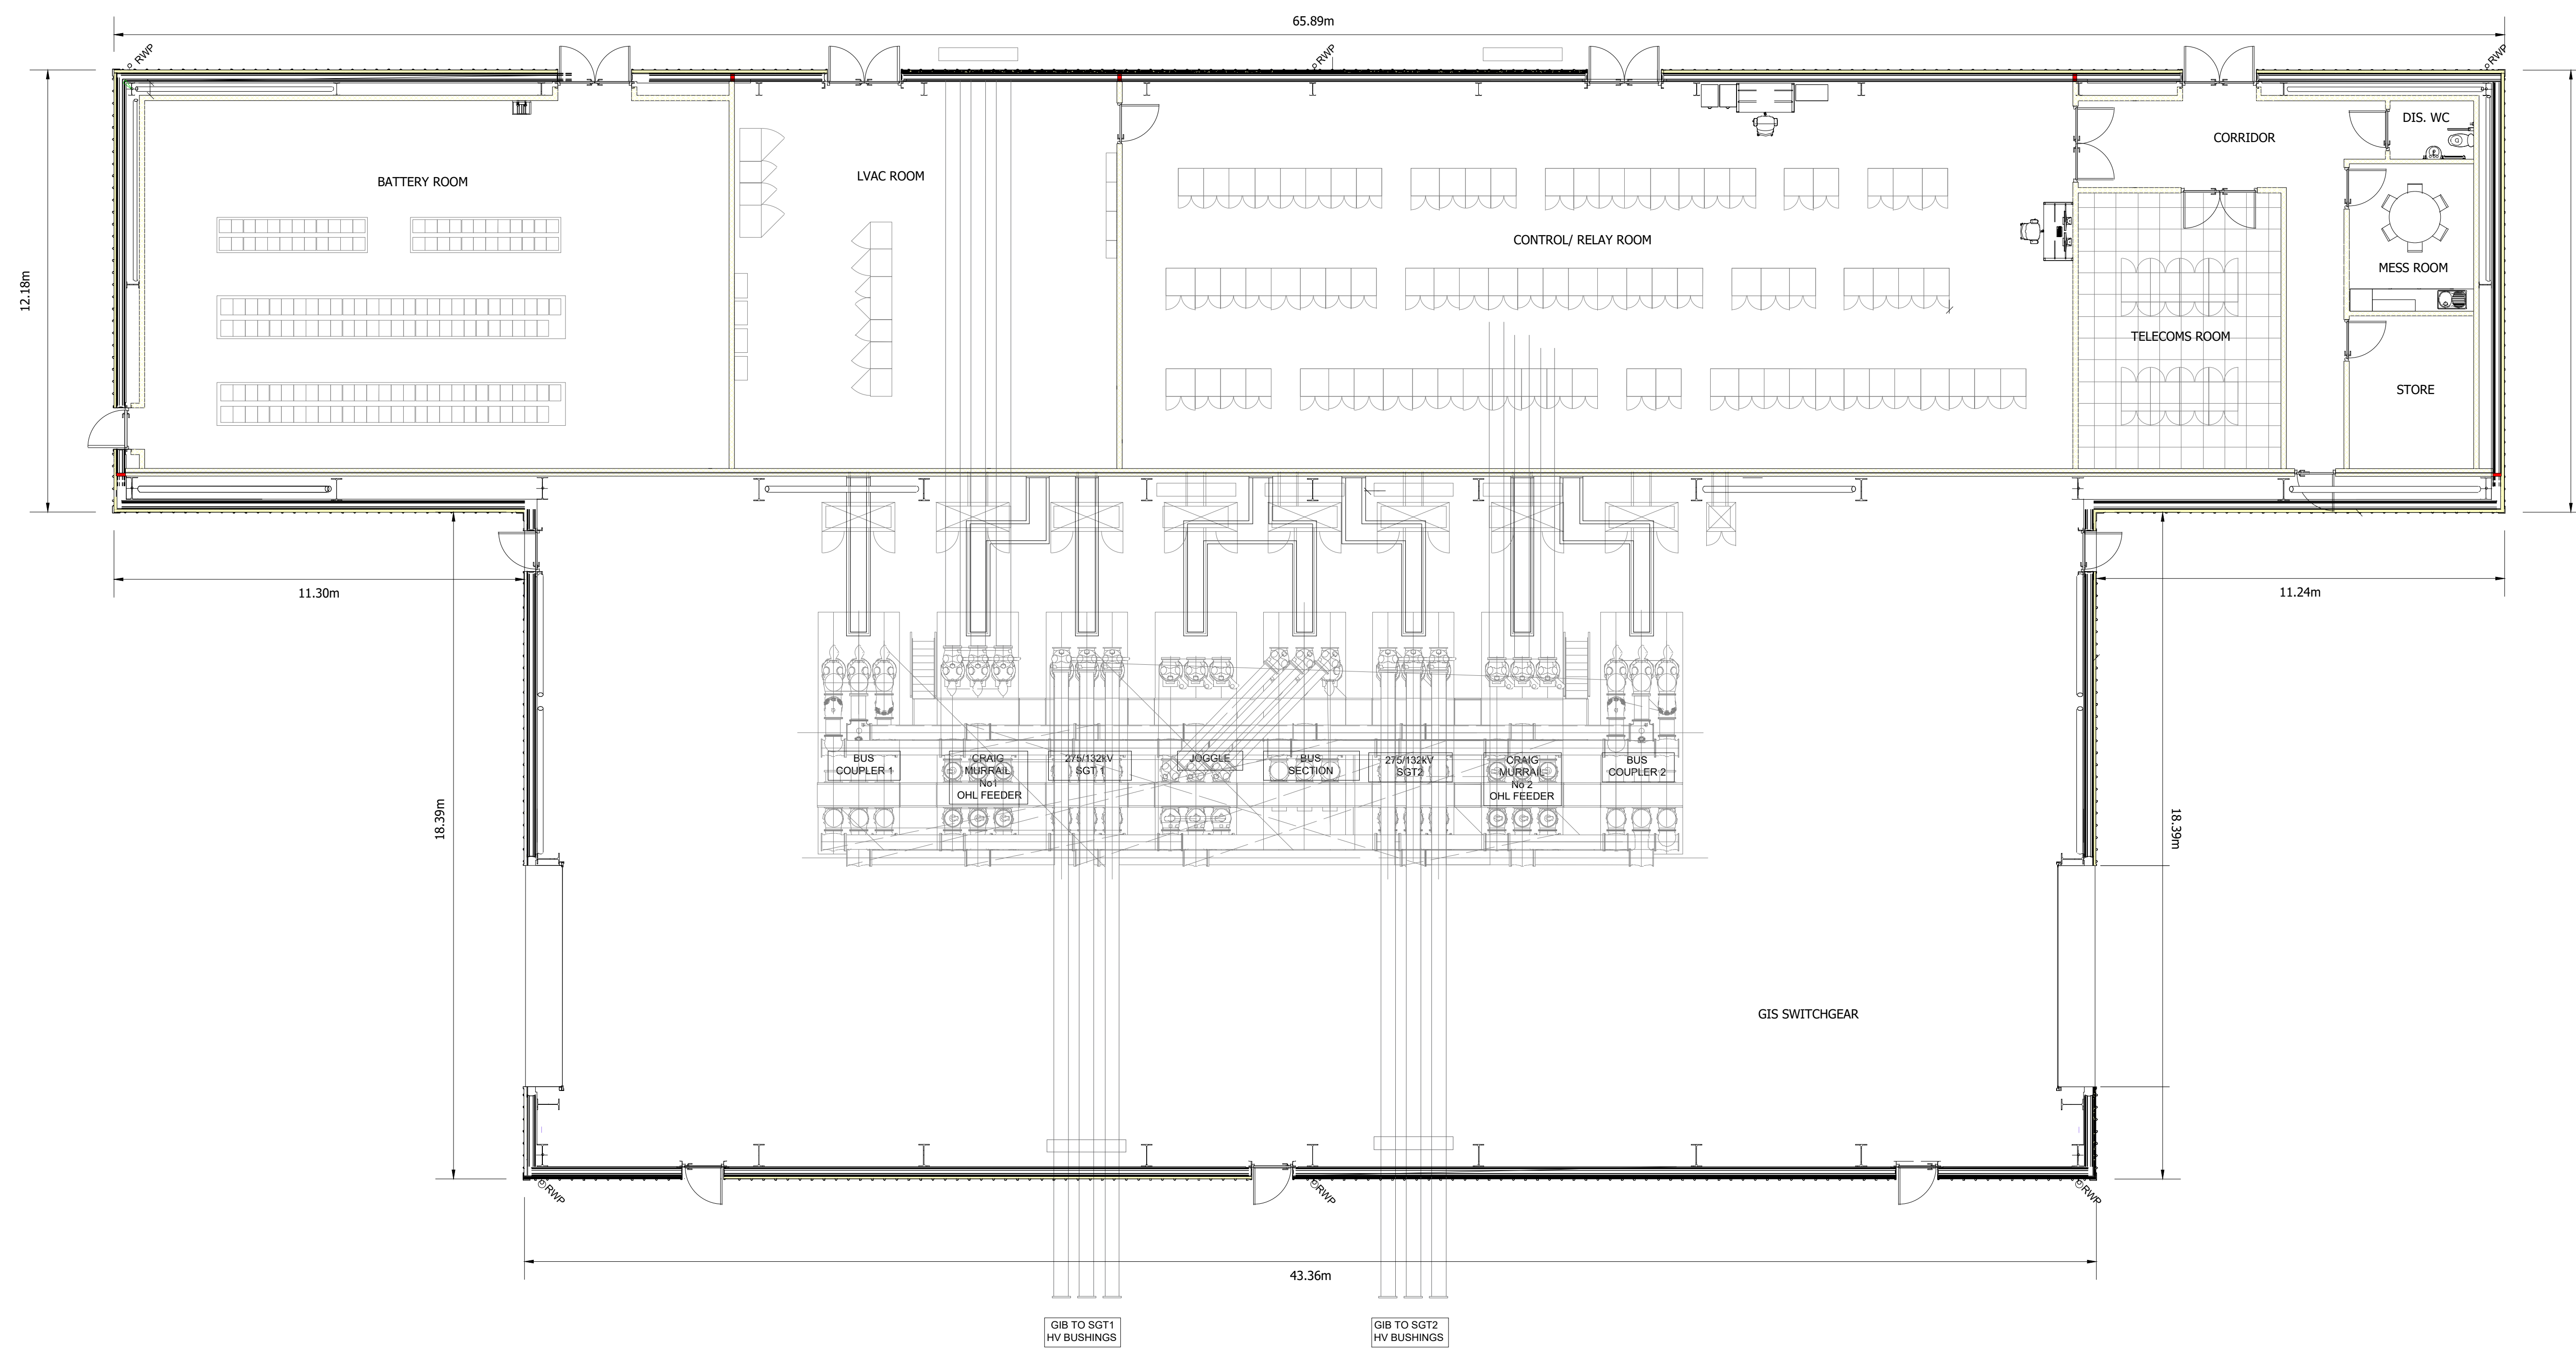 65.89m
RWP
RWP
RWP
DIS. WC
CORRIDOR
BATTERY ROOM
LVAC ROOM
CONTROL/ RELAY ROOM
MESS ROOM
12.18m
TELECOMS ROOM
STORE
11.30m
11.24m
BUS
COUPLER 1
CRAIG
MURRAIL
No1
OHL FEEDER
275/132kV
SGT 1
JOGGLE
BUS
SECTION
275/132kV
SGT2
CRAIG
MURRAIL
No 2
OHL FEEDER
BUS
COUPLER 2
18.39m
18.39m
GIS SWITCHGEAR
RWP
RWP
RWP
43.36m
GIB TO SGT1
HV BUSHINGS
GIB TO SGT2
HV BUSHINGS